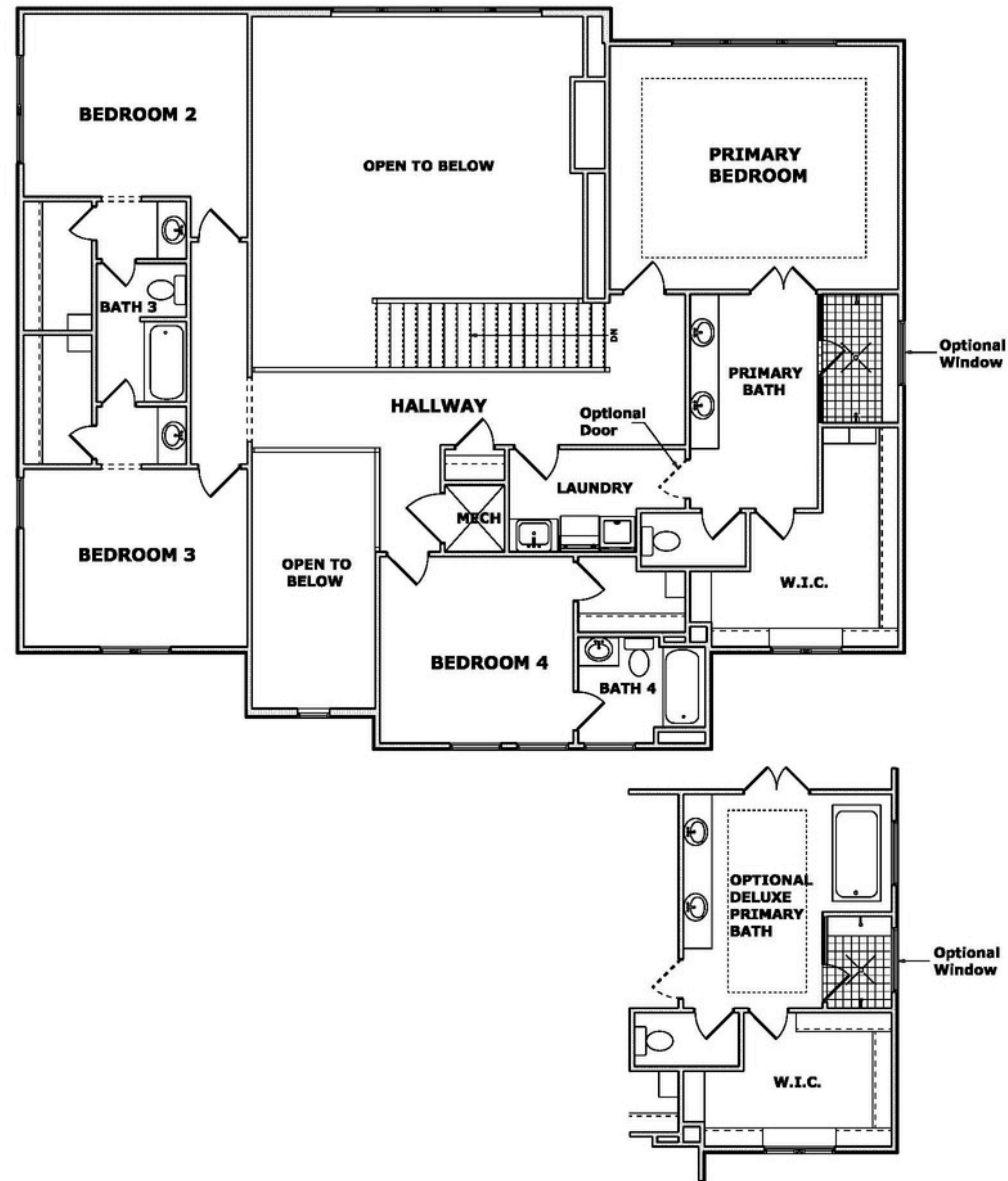 BEDROOM 2
OPEN TO BELOW
PRIMARY
BEDROOM
BATH 3
DN
Optional
Window
PRIMARY
BATH
HALLWAY
Optional
Door
LAUNDRY
MECH
BEDROOM 3
OPEN TO
BELOW
W.I.C.
BEDROOM 4
BATH 4
OPTIONAL
DELUXE
PRIMARY
BATH
Optional
Window
W.I.C.